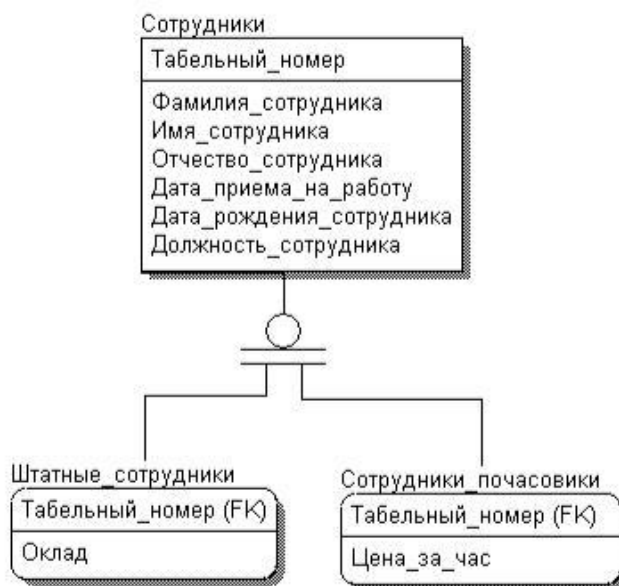 Сотрудники
Табельный_номер
Фамилия_сотрудника
Имя_сотрудника
Отчество_сотрудника
Дата_приема_на_работу
Дата_рождения_сотрудника
Должность_сотрудника
Штатные_сотрудники
Табельный_номер (FK)
Оклад
Сотрудники_почасовики
Табельный_номер (FK)
Цена_за_час